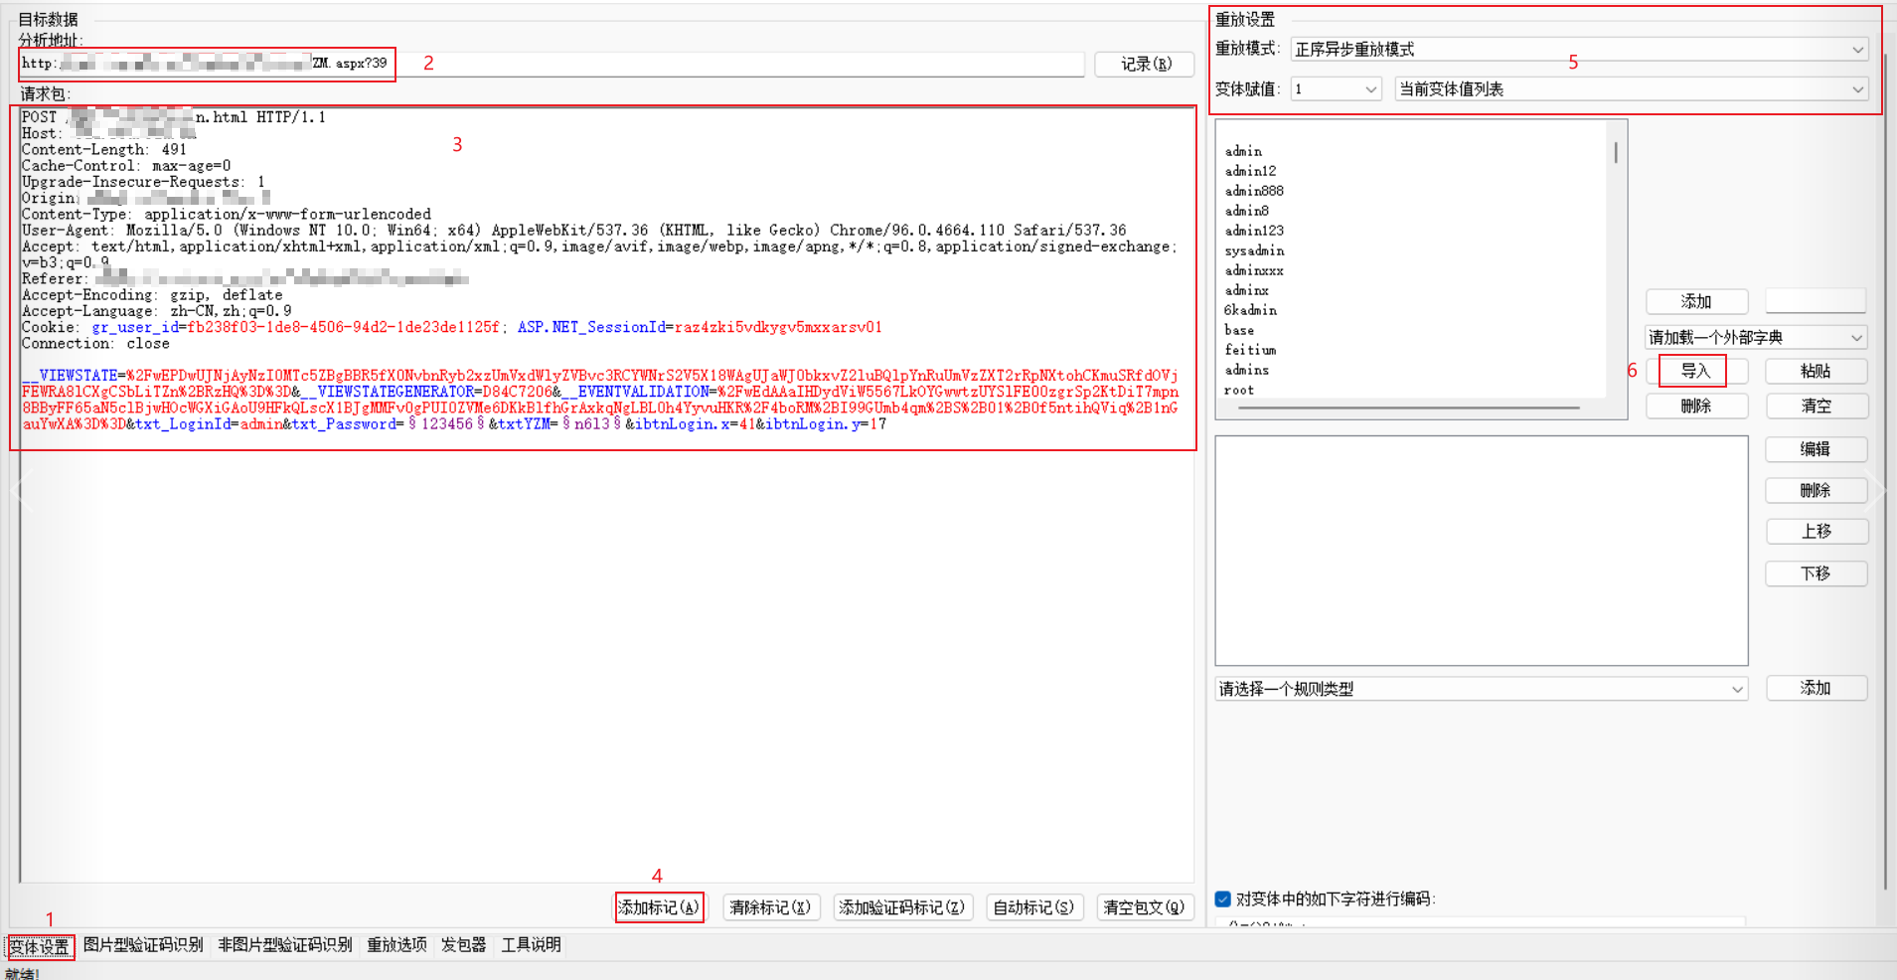 目标数据
分析地址:
http: ZM.aspx?39
2
记录(R)
请求包:
POST n.html HTTP/1.1
3
Host:
Content-Length: 491
Cache-Control: max-age=0
Upgrade-Insecure-Requests: 1
Origin:
Content-Type: application/x-www-form-urlencoded
User-Agent: Mozilla/5.0 (Windows NT 10.0; Win64; x64) AppleWebKit/537.36 (KHTML, like Gecko) Chrome/96.0.4664.110 Safari/537.36
Accept: text/html,application/xhtml+xml,application/xml;q=0.9,image/avif,image/webp,image/apng,*/*;q=0.8,application/signed-exchange;
v=b3;q=0.9
Referer:
Accept-Encoding: gzip, deflate
Accept-Language: zh-CN,zh;q=0.9
Cookie: gr_user_id=fb238f03-1de8-4506-94d2-1de23de1125f; ASP.NET_SessionId=raz4zki5vdkygv5mxxarsv01
Connection: close
__VIEWSTATE=%2FwEPDwUJNjAyNzI0MTc5ZBgBBR5fX0NvbnRyb2xzUmVxdWlyZVBvc3RCYWNrS2V5X18WAgUJaWJ0bkxvZ2luBQlpYnRuUmVzZXT2rRpNXtohCKmuSRfdOVj
FEWRA8lCXgCSbLiTZn%2BRzHQ%3D%3D&__VIEWSTATEGENERATOR=D84C7206&__EVENTVALIDATION=%2FwEdAAaIHDydViW5567LkOYGwwtzUYSlFE0OzgrSp2KtDiT7mpn
8BByFF65aN5clBjwHOcWGXiGAoU9HFkQLscX1BJgMMFvOgPUI0ZVMe6DKkBlfhGrAxkqNgLBL0h4YyvuHKR%2F4boRM%2BI99GUmb4qm%2BS%2B01%2BOf5ntihQViq%2B1nG
auYwXA%3D%3D&txt_LoginId=admin&txt_Password=§123456§&txtYZM=§n6l3§&ibtnLogin.x=41&ibtnLogin.y=17
4
添加标记(A)
清除标记(X)
添加验证码标记(Z)
自动标记(S)
清空包文(Q)
1
变体设置
图片型验证码识别
非图片型验证码识别
重放选项
发包器
工具说明
就绪!
重放设置
重放模式:
正序异步重放模式
5
变体赋值:
1
当前变体值列表
admin
admin12
admin888
admin8
admin123
sysadmin
adminxxx
adminx
6kadmin
base
feitium
admins
root
添加
请加载一个外部字典
6
导入
粘贴
删除
清空
编辑
删除
上移
下移
请选择一个规则类型
添加
对变体中的如下字符进行编码: